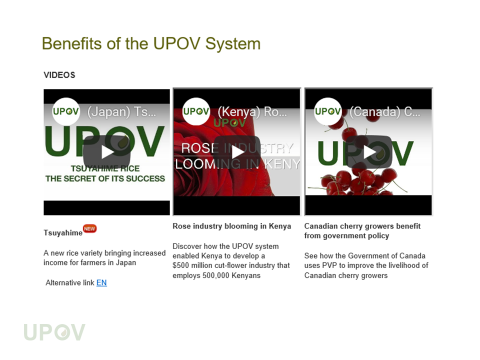 Benefits of the UPOV System
VIDEOS
UPOV (Japan) Ts...
UPOV
TSUYAHIME RICE
THE SECRET OF ITS SUCCESS
UPOV (Kenya) Ro...
UPOV
ROSE INDUSTRY
LOOMING IN KENY
UPOV (Canada) C...
UPOV
Tsuyahime NEW
A new rice variety bringing increased
income for farmers in Japan
Alternative link EN
Rose industry blooming in Kenya
Discover how the UPOV system
enabled Kenya to develop a
$500 million cut-flower industry that
employs 500,000 Kenyans
Canadian cherry growers benefit
from government policy
See how the Government of Canada
uses PVP to improve the livelihood of
Canadian cherry growers
UPOV